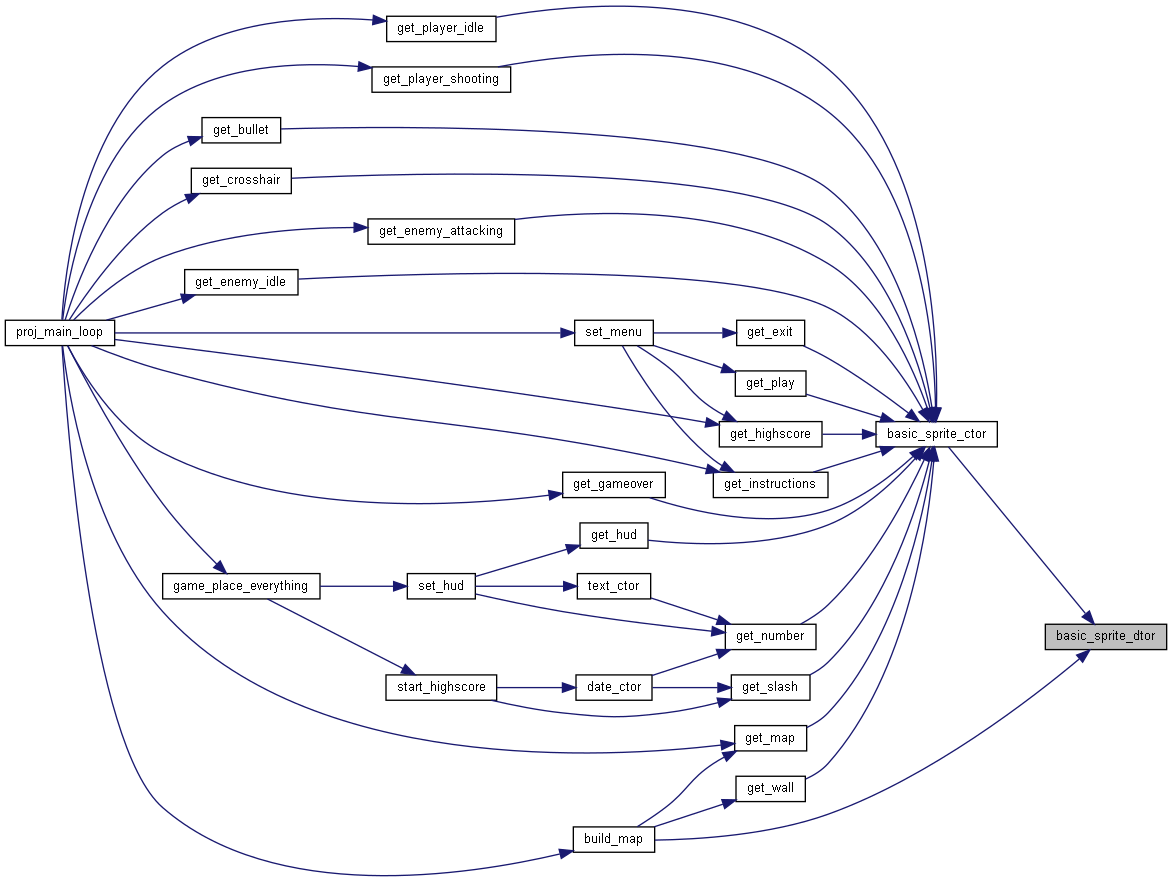 get_player_idle
get_player_shooting
get_bullet
get_crosshair
get_enemy_attacking
get_enemy_idle
proj_main_loop
set_menu
get_exit
get_play
get_highscore
basic_sprite_ctor
get_instructions
get_gameover
get_hud
game_place_everything
set_hud
text_ctor
get_number
basic_sprite_dtor
start_highscore
date_ctor
get_slash
get_map
get_wall
build_map